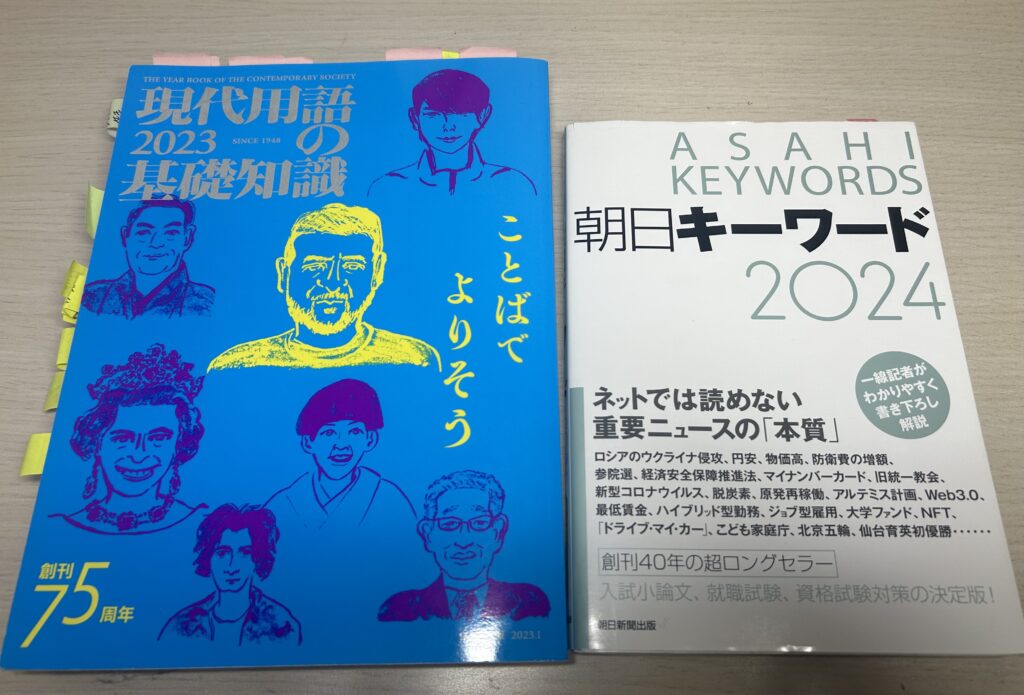 THE YEAR BOOK OF THE CONTEMPORARY SOCIETY
現代用語の
2023
SINCE 1948
基礎知識
ことばで
よりそう
創刊
75周年
2023.1
ASAHI
KEYWORDS
朝日キーワード
2024
一線記者が
わかりやすく
書き下ろし
解説
ネットでは読めない
重要ニュースの「本質」
ロシアのウクライナ侵攻、円安、物価高、防衛費の増額、
参院選、経済安全保障推進法、マイナンバーカード、旧統一教会、
新型コロナウイルス、脱炭素、原発再稼働、アルテミス計画、Web3.0、
最低賃金、ハイブリッド型勤務、ジョブ型雇用、大学ファンド、NFT、
「ドライブ・マイ・カー」、こども家庭庁、北京五輪、仙台育英初優勝……
創刊40年の超ロングセラー
入試小論文、就職試験、資格試験対策の決定版！
朝日新聞出版